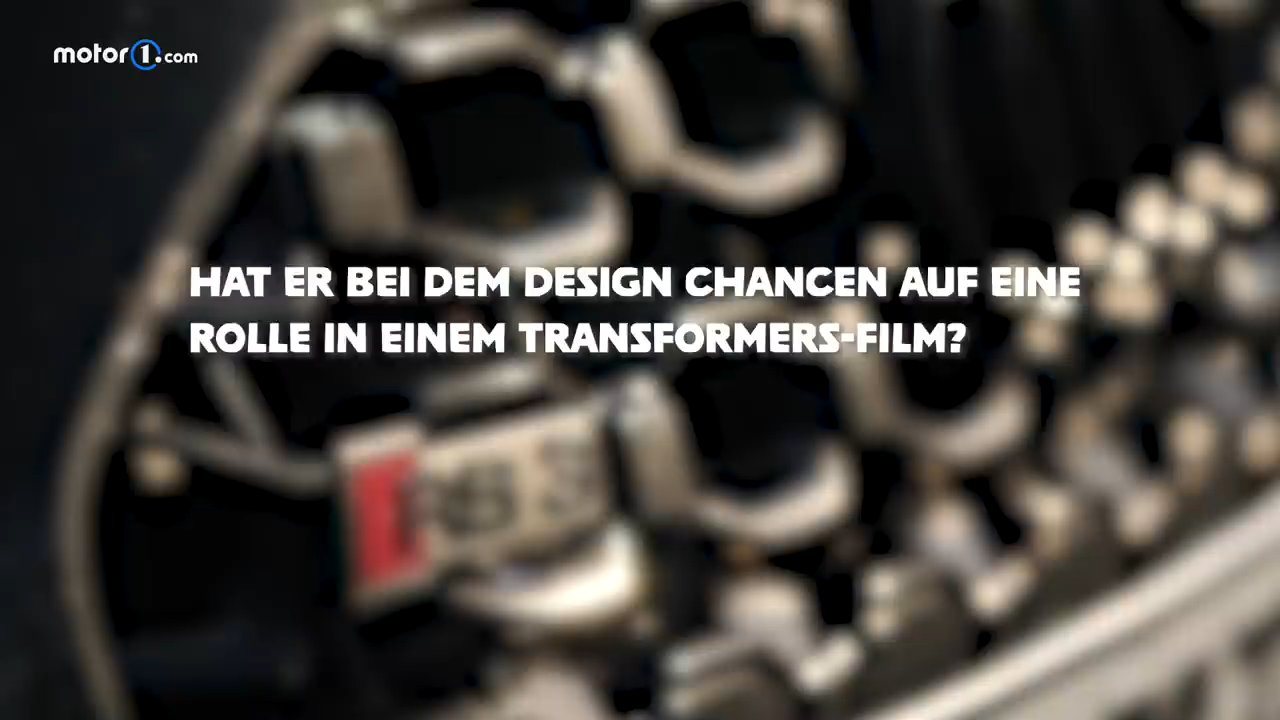 motor1.com
HAT ER BEI DEM DESIGN CHANCEN AUF EINE
ROLLE IN EINEM TRANSFORMERS-FILM?